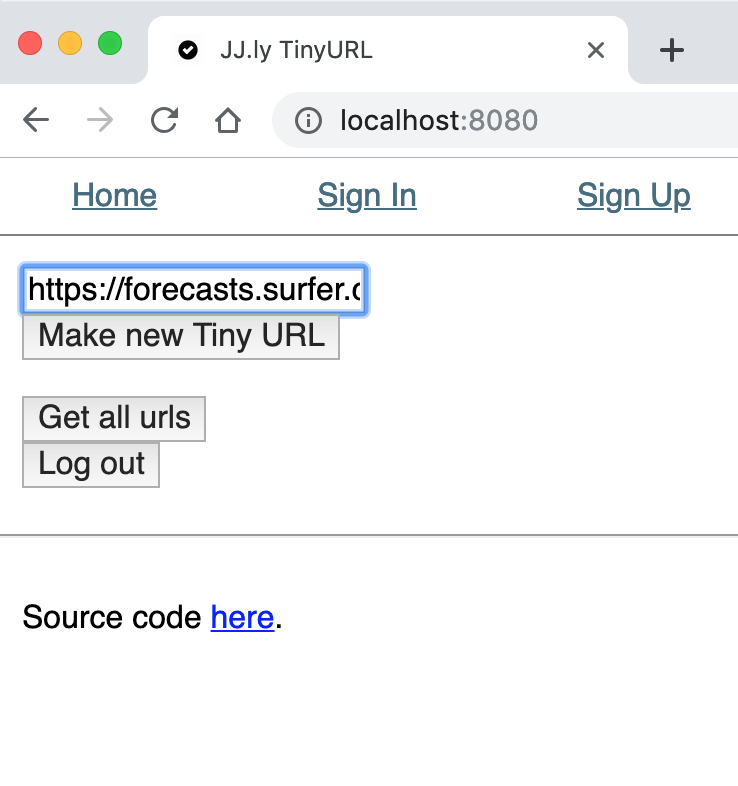 JJ.ly TinyURL
localhost:8080
Home Sign In Sign Up
https://forecasts.surfer.
Make new Tiny URL
Get all urls
Log out
Source code here.